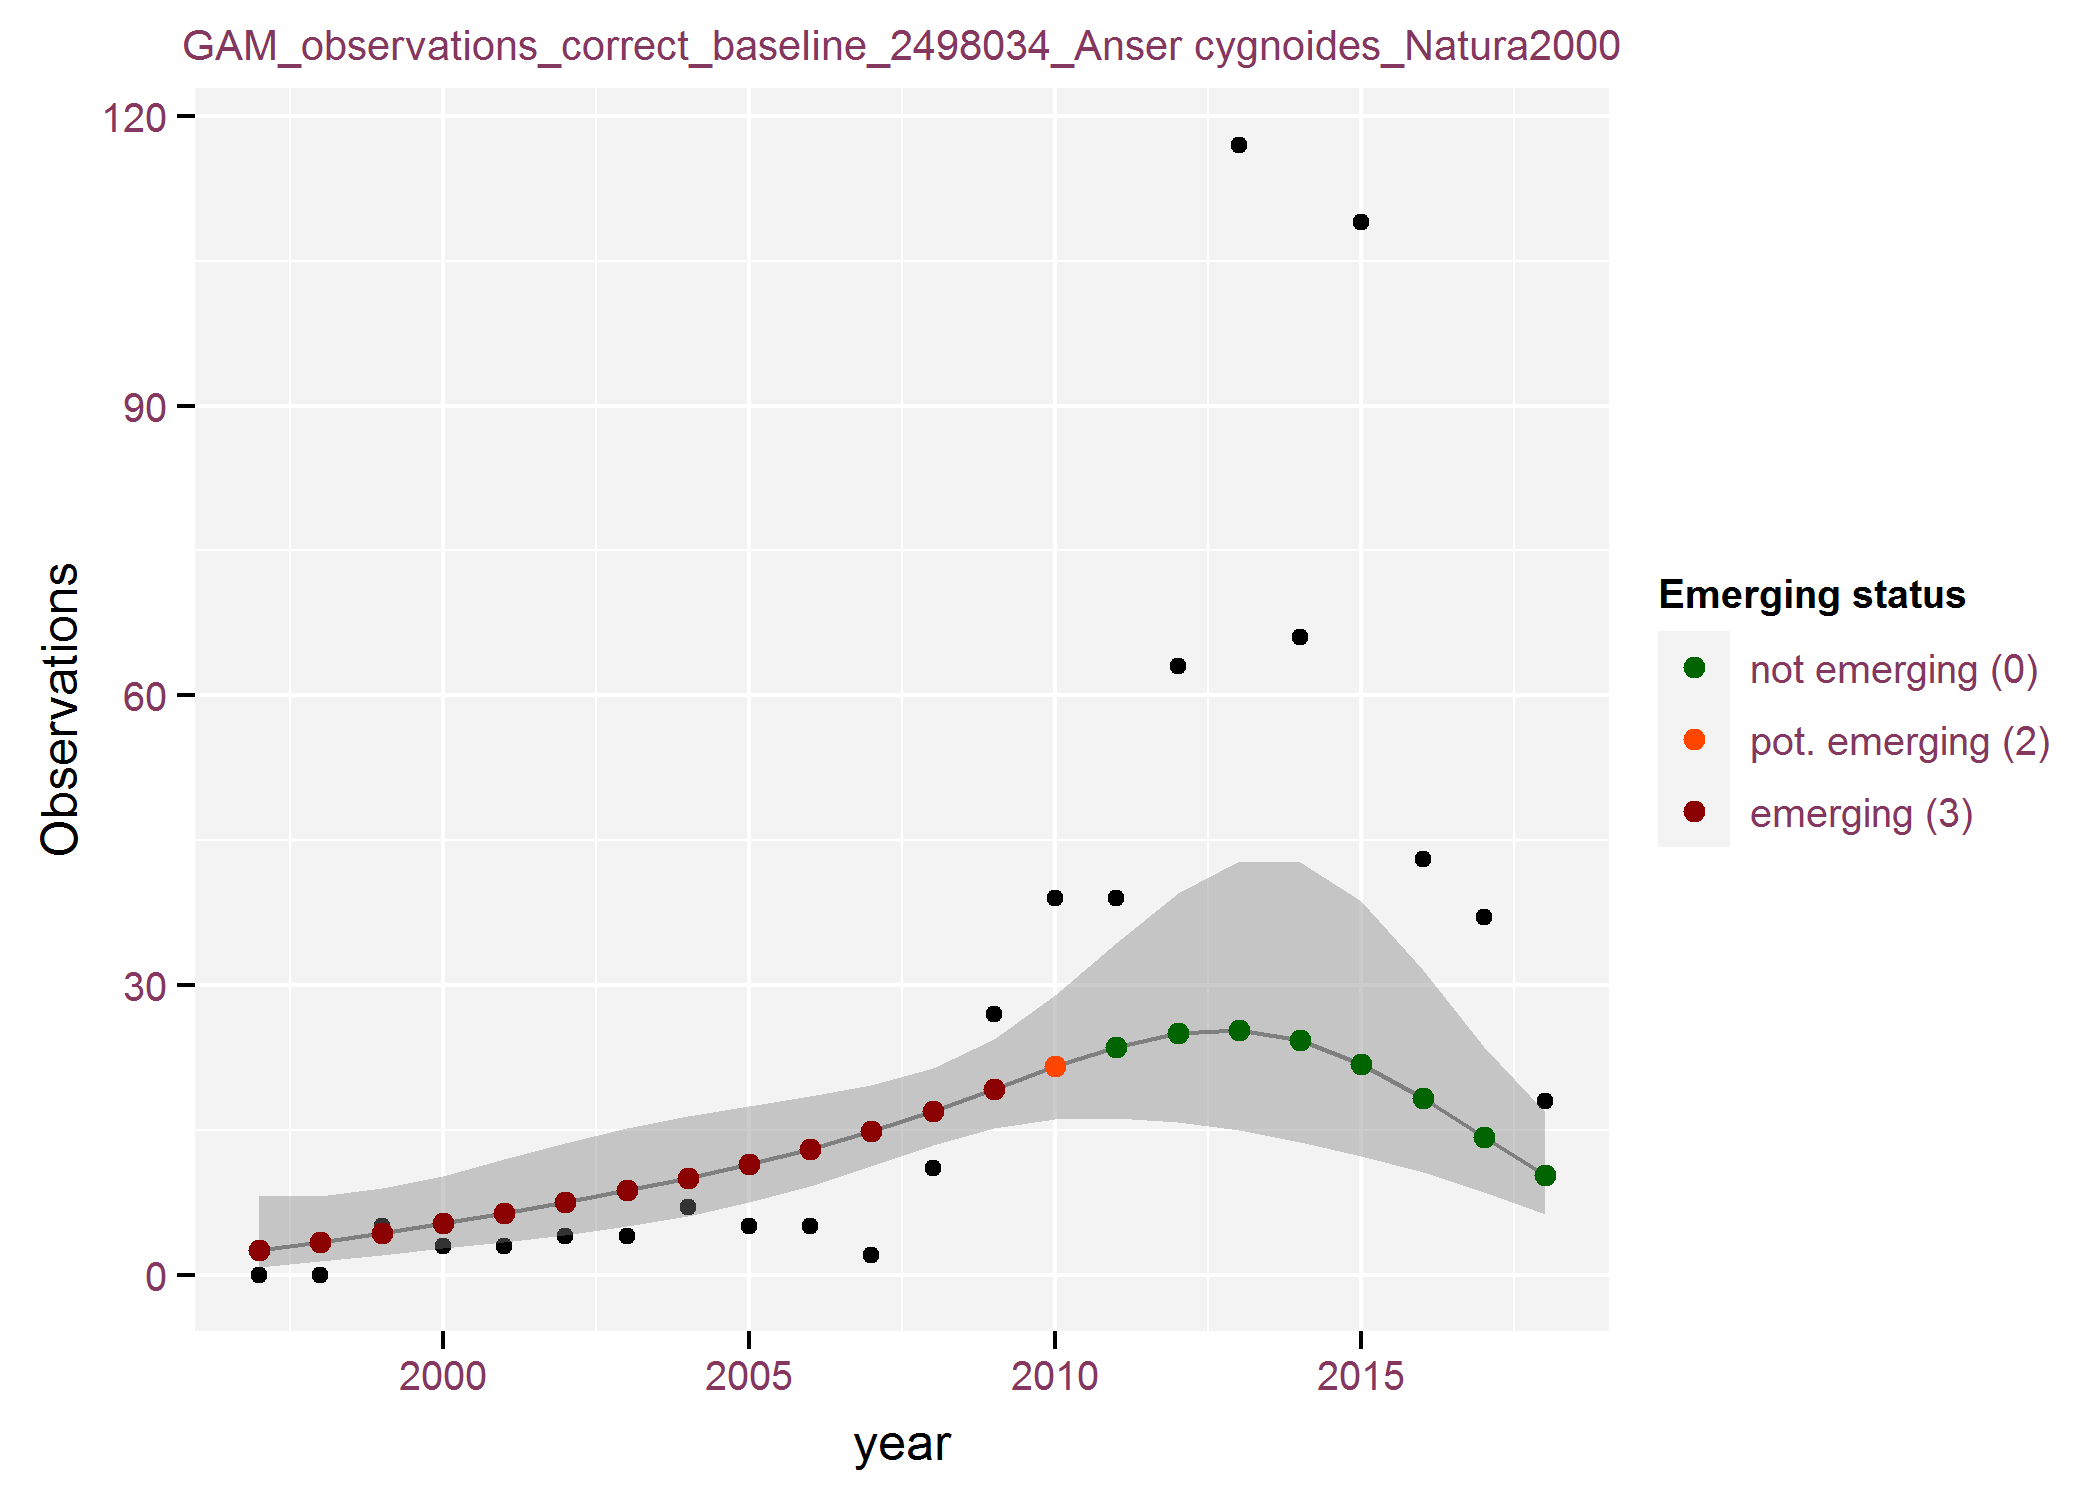 GAM_observations_correct_baseline_2498034_Anser cygnoides_Natura2000
120
90
60
30
0
Observations
2000 2005 2010 2015
year
Emerging status
not emerging (0)
pot. emerging (2)
emerging (3)